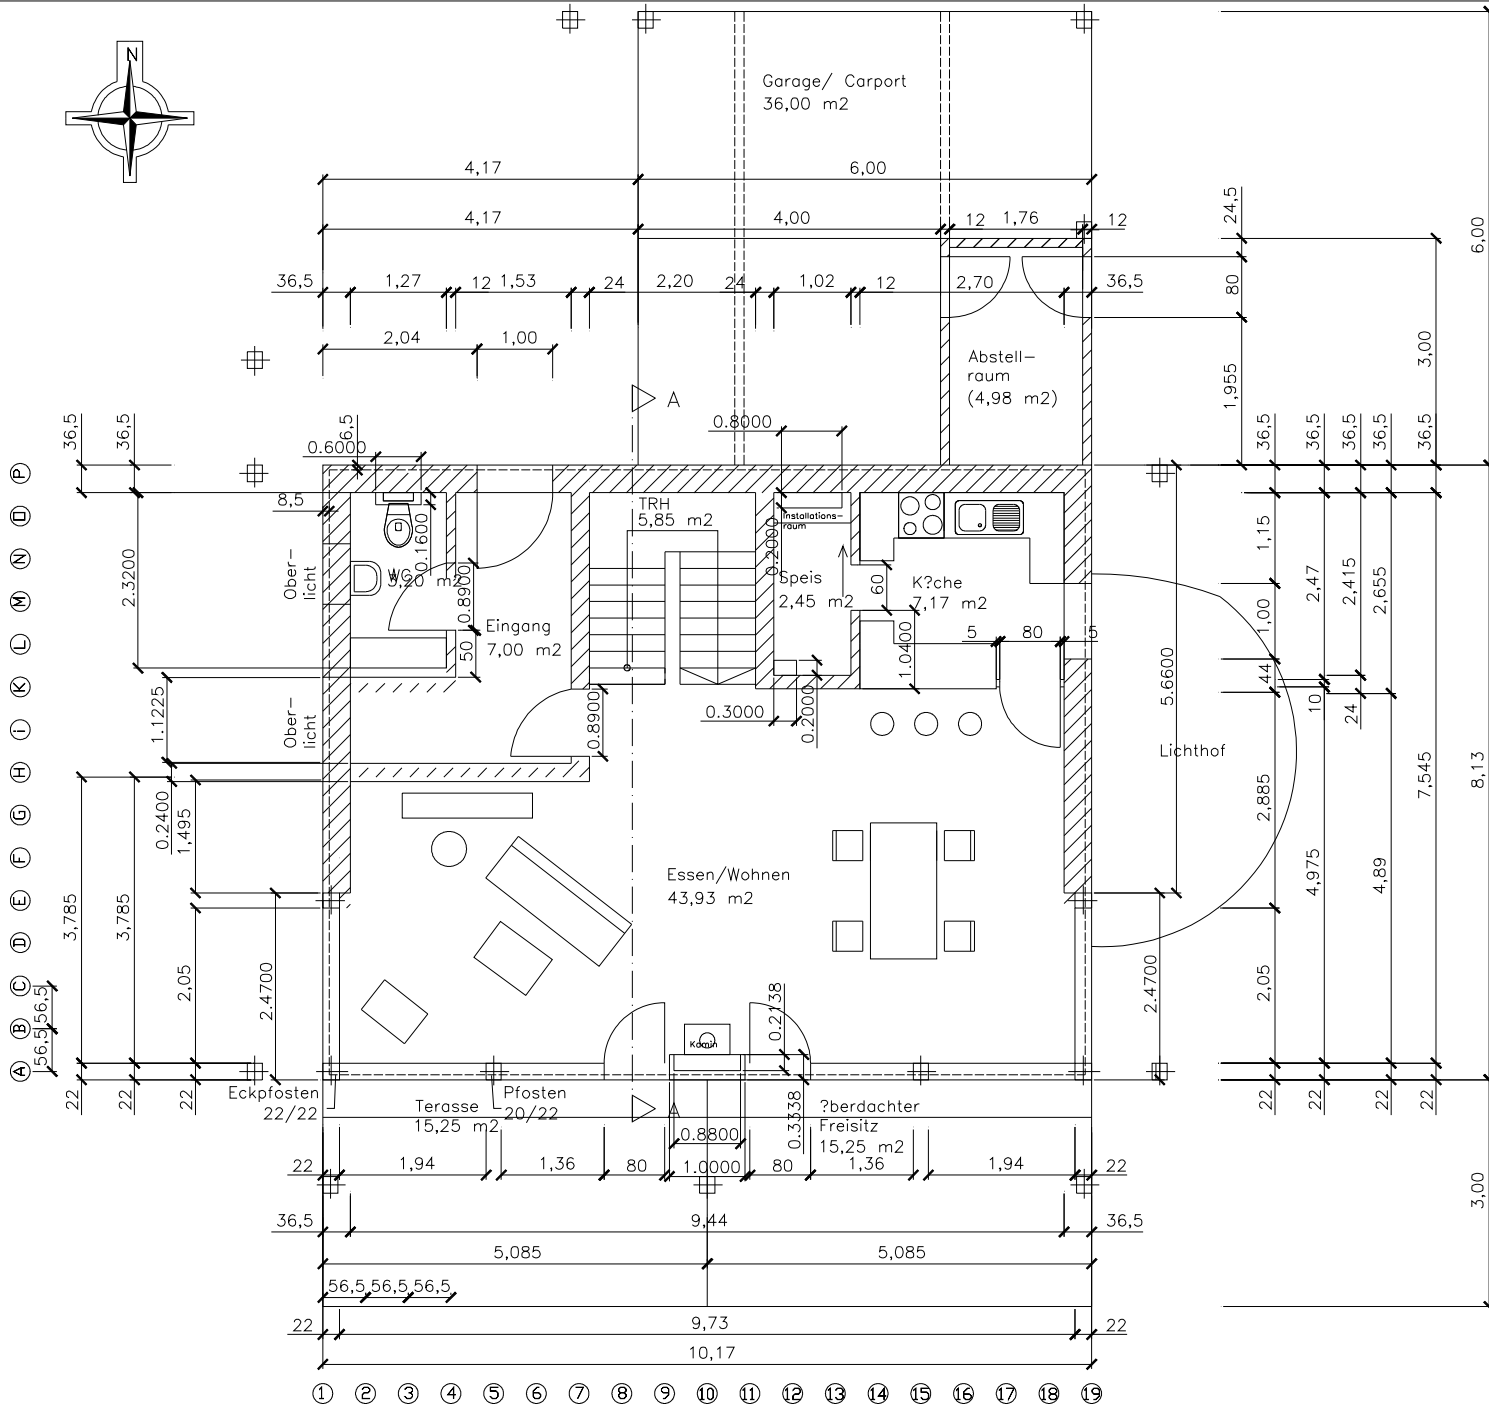 N
Garage/ Carport
36,00 m2
4,17
6,00
4,17
4,00
12
1,76
12
24,5
6,00
36,5
1,27
12
1,53
24
2,20
24
1,02
12
2,70
36,5
80
2,04
1,00
3,00
Abstell-
raum
(4,98 m2)
1,955
A
0.8000
36,5
36,5
6,5
0.6000
36,5
36,5
36,5
36,5
36,5
P
8,5
TRH
5,85 m2
Installations-
raum
O
0.1600
0.2000
1,15
N
2.3200
Ober-
licht
WC
3,20 m2
0.8900
Speis
2,45 m2
60
K?che
7,17 m2
2,47
2,415
2,655
M
Eingang
7,00 m2
1,00
L
50
1.0400
5
80
5
K
44
5.6600
i
1.1225
Ober-
licht
0.8900
0.3000
0.2000
10
24
H
Lichthof
7,545
8,13
G
0.2400
1,495
2,885
F
Essen/Wohnen
43,93 m2
4,975
4,89
E
3,785
3,785
D
2,05
2.4700
2.4700
2,05
C
56,5
B
56,5
0.2138
Kamin
A
22
22
22
Eckpfosten
22/22
Pfosten
20/22
Terasse
15,25 m2
A
0.3338
?berdachter
Freisitz
15,25 m2
22
22
22
22
0.8800
22
1,94
1,36
80
1.0000
80
1,36
1,94
22
3,00
36,5
9,44
36,5
5,085
5,085
56,5
56,5
56,5
22
9,73
22
10,17
1 2 3 4 5 6 7 8 9 10 11 12 13 14 15 16 17 18 19